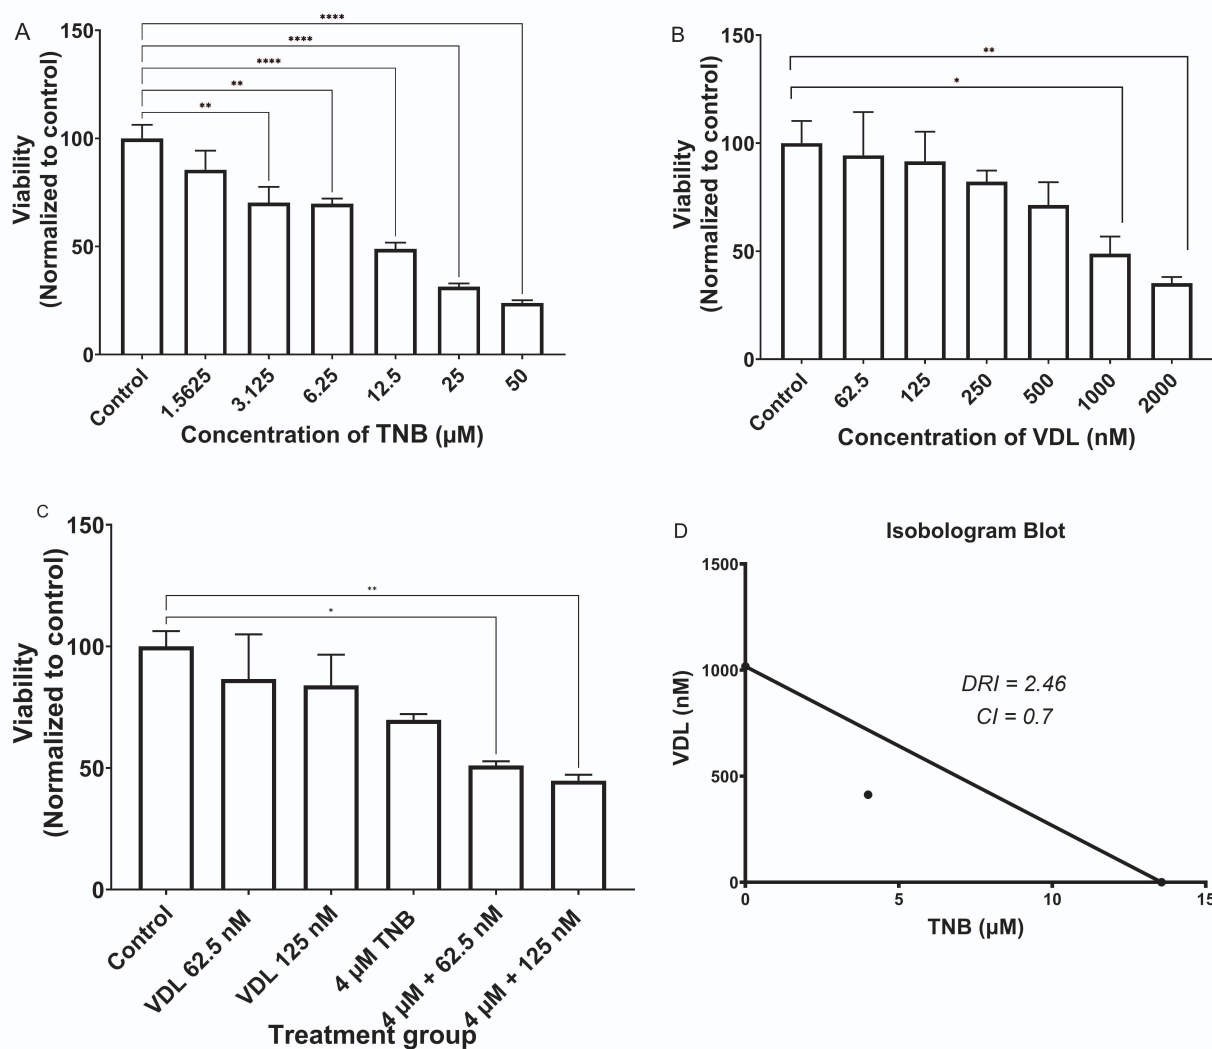 A
150
100
50
0
Viability
(Normalized to control)
****
****
****
**
**
Control
1.5625
3.125
6.25
12.5
25
50
Concentration of TNB (µM)
B
150
100
50
0
Viability
(Normalized to control)
**
*
Control
62.5
125
250
500
1000
2000
Concentration of VDL (nM)
C
150
100
50
0
Viability
(Normalized to control)
**
*
Control
VDL 62.5 nM
VDL 125 nM
4 µM TNB
4 µM + 62.5 nM
4 µM + 125 nM
Treatment group
D
Isobologram Blot
1500
1000
500
0
VDL (nM)
DRI = 2.46
CI = 0.7
0
5
10
15
TNB (µM)